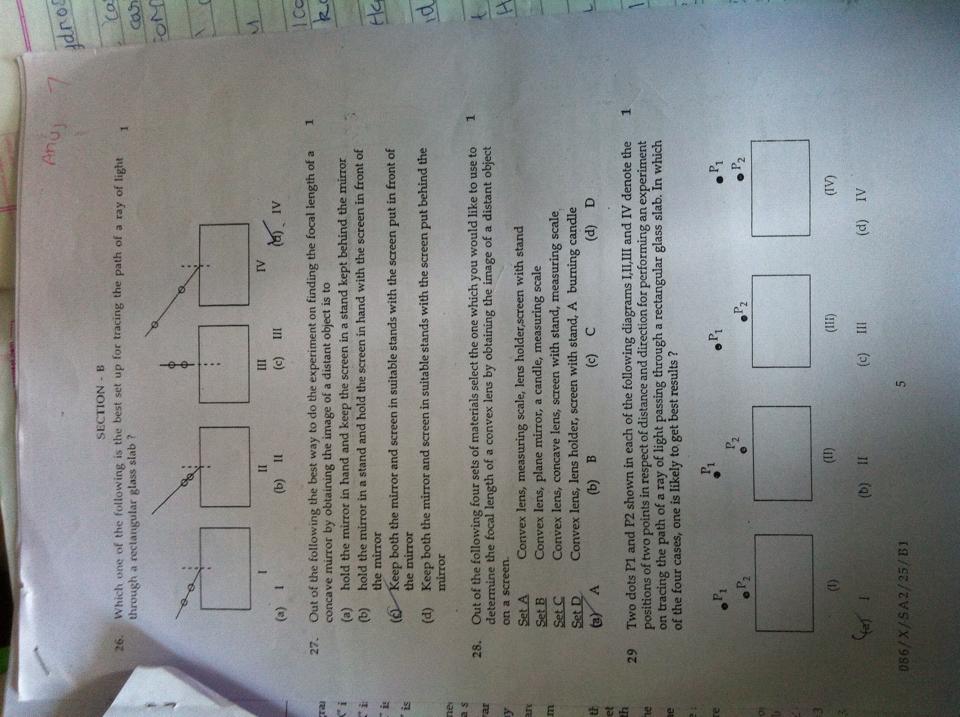 Anuj 7
SECTION - B
26. Which one of the following is the best set up for tracing the path of a ray of light 1
through a rectangular glass slab ?
I II III IV
(a) I (b) II (c) III (d) IV
27. Out of the following the best way to do the experiment on finding the focal length of a 1
concave mirror by obtaining the image of a distant object is to
(a) hold the mirror in hand and keep the screen in a stand kept behind the mirror
(b) hold the mirror in a stand and hold the screen in hand with the screen in front of
the mirror
(c) Keep both the mirror and screen in suitable stands with the screen put in front of
the mirror
(d) Keep both the mirror and screen in suitable stands with the screen put behind the
mirror
28. Out of the following four sets of materials select the one which you would like to use to 1
determine the focal length of a convex lens by obtaining the image of a distant object
on a screen.
Set A Convex lens, measuring scale, lens holder,screen with stand
Set B Convex lens, plane mirror, a candle, measuring scale
Set C Convex lens, concave lens, screen with stand, measuring scale
Set D Convex lens, lens holder, screen with stand, A burning candle
(a) A (b) B (c) C (d) D
29 Two dots P1 and P2 shown in each of the following diagrams I,II,III and IV denote the 1
positions of two points in respect of distance and direction for performing an experiment
on tracing the path of a ray of light passing through a rectangular glass slab. In which
of the four cases, one is likely to get best results ?
P1 P1 P1 P1
P2 P2 P2 P2
(I) (II) (III) (IV)
(a) I (b) II (c) III (d) IV
086/X/SA2/25/B1 5